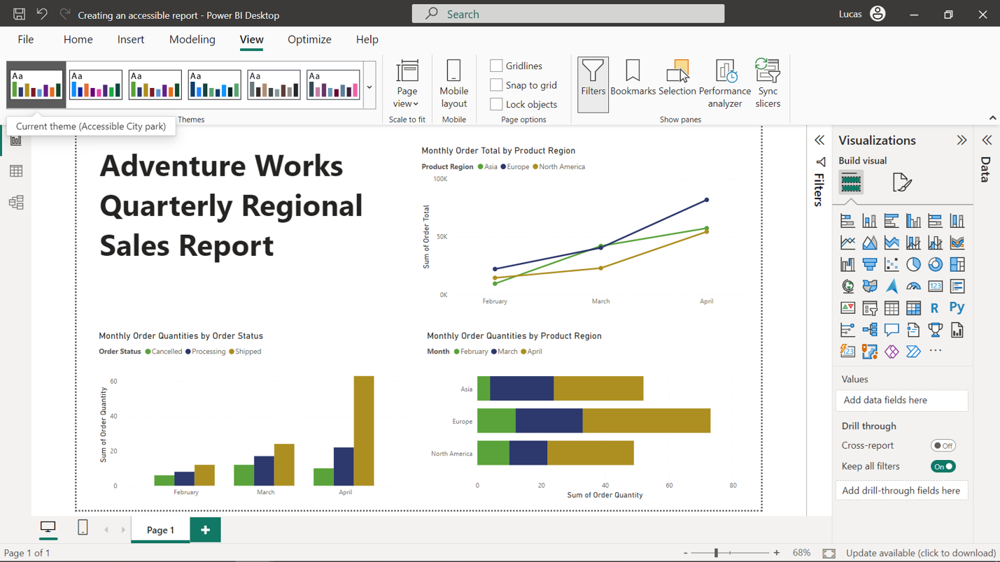 Creating an accessible report - Power BI Desktop
Search
Lucas
File Home Insert Modeling View Optimize Help
Aa Aa Aa Aa Aa Aa
Page view
Mobile layout
Gridlines
Snap to grid
Lock objects
Filters
Bookmarks
Selection
Performance analyzer
Sync slicers
Themes
Scale to fit
Mobile
Page options
Show panes
Current theme (Accessible City park)
Adventure Works
Quarterly Regional
Sales Report
Monthly Order Total by Product Region
Product Region Asia Europe North America
Sum of Order Total
100K
50K
0K
February March April
Monthly Order Quantities by Order Status
Order Status Cancelled Processing Shipped
Sum of Order Quantity
60
40
20
0
February March April
Monthly Order Quantities by Product Region
Month February March April
Asia
Europe
North America
0 20 40 60 80
Sum of Order Quantity
Filters
Visualizations
Build visual
123
R Py
123
...
Values
Add data fields here
Drill through
Cross-report Off
Keep all filters On
Add drill-through fields here
Data
Page 1 +
Page 1 of 1
- + 68%
Update available (click to download)